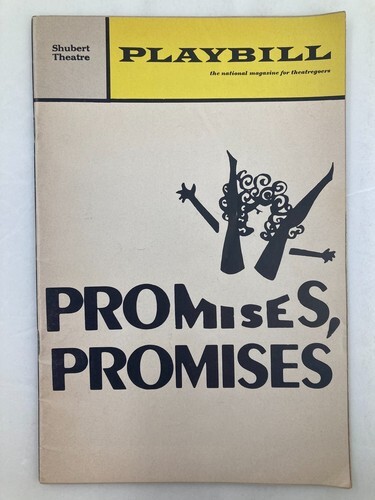 Shubert
Theatre
PLAYBILL
the national magazine for theatregoers
PROMISES,
PROMISES